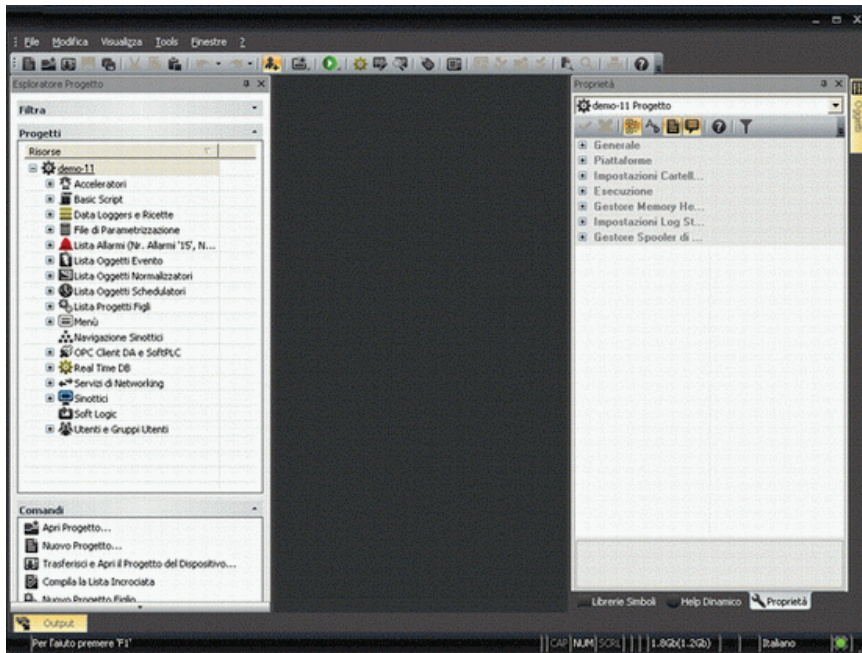 File Modifica Visualizza Tools Finestre ?
Esploratore Progetto
Filtra
Progetti
Risorse
demo-11
Acceleratori
Basic Script
Data Loggers e Ricette
File di Parametrizzazione
Lista Allarmi (Nr. Allarmi '15', N...
Lista Oggetti Evento
Lista Oggetti Normalizzatori
Lista Oggetti Schedulatori
Lista Progetti Figli
Menù
Navigazione Sinottici
OPC Client DA e SoftPLC
Real Time DB
Servizi di Networking
Sinottici
Soft Logic
Utenti e Gruppi Utenti
Comandi
Apri Progetto...
Nuovo Progetto...
Trasferisci e Apri il Progetto del Dispositivo...
Compila la Lista Incrociata
Nuovo Progetto Figlio
Output
Proprietà
demo-11 Progetto
Generale
Piattaforme
Impostazioni Cartell...
Esecuzione
Gestore Memory He...
Impostazioni Log St...
Gestore Spooler di ...
Oggetti
Librerie Simboli Help Dinamico Proprietà
Per l'aiuto premere 'F1' CAP NUM SCRL 1.8Gb(1.2Gb) Italiano